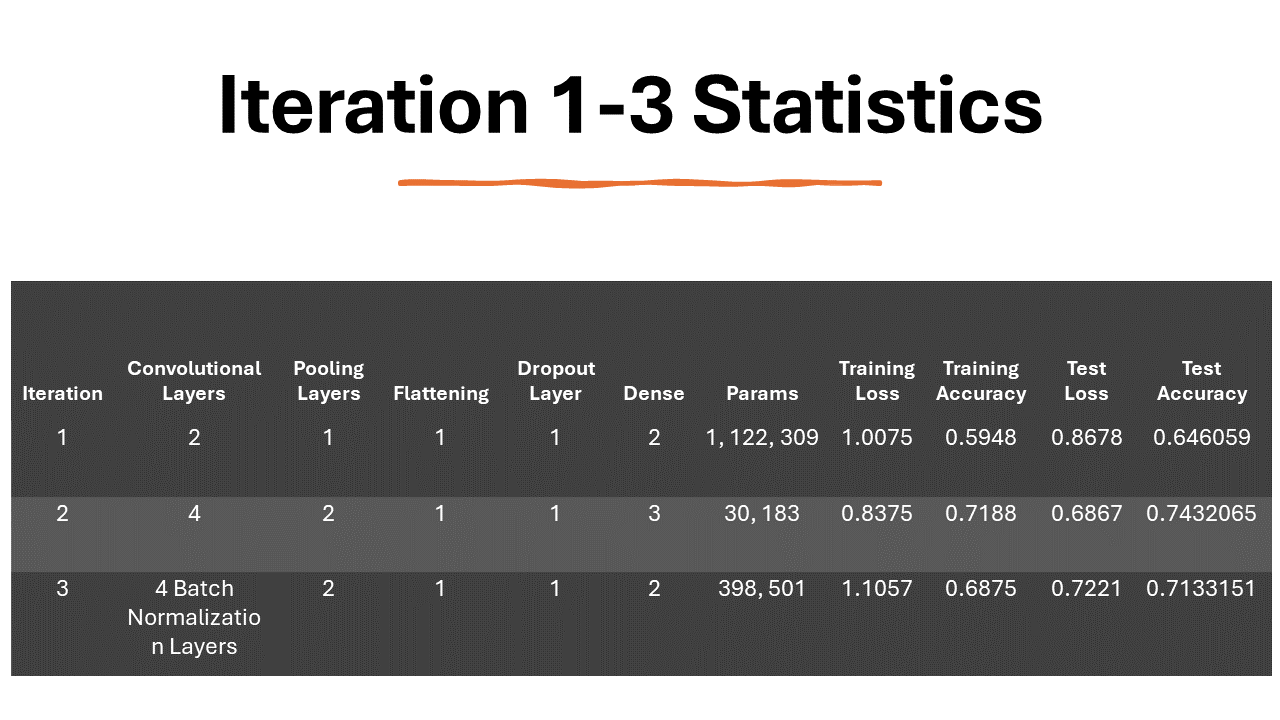 Iteration 1-3 Statistics
Iteration Convolutional Layers Pooling Layers Flattening Dropout Layer Dense Params Training Loss Training Accuracy Test Loss Test Accuracy
1 2 1 1 1 2 1, 122, 309 1.0075 0.5948 0.8678 0.646059
2 4 2 1 1 3 30, 183 0.8375 0.7188 0.6867 0.7432065
3 4 Batch Normalizatio n Layers 2 1 1 2 398, 501 1.1057 0.6875 0.7221 0.7133151